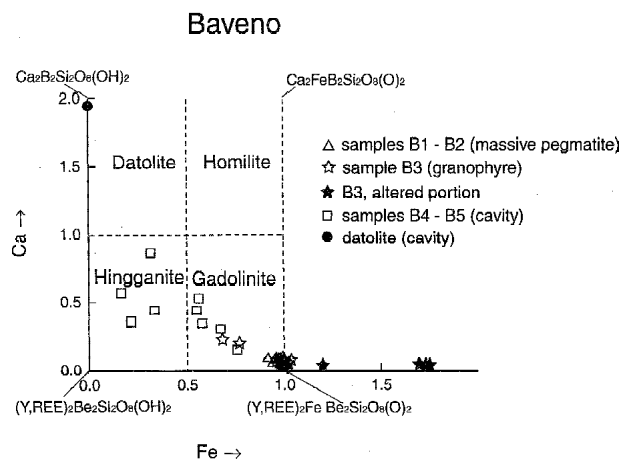 Baveno
Ca2B2Si2O8(OH)2
Ca2FeB2Si2O8(O)2
2.0
1.5
1.0
0.5
0.0
Ca →
Datolite
Homilite
Hingganite
Gadolinite
△ samples B1 - B2 (massive pegmatite)
☆ sample B3 (granophyre)
★ B3, altered portion
□ samples B4 - B5 (cavity)
● datolite (cavity)
0.0 0.5 1.0 1.5
(Y,REE)2Be2Si2O8(OH)2
(Y,REE)2Fe Be2Si2O8(O)2
Fe →